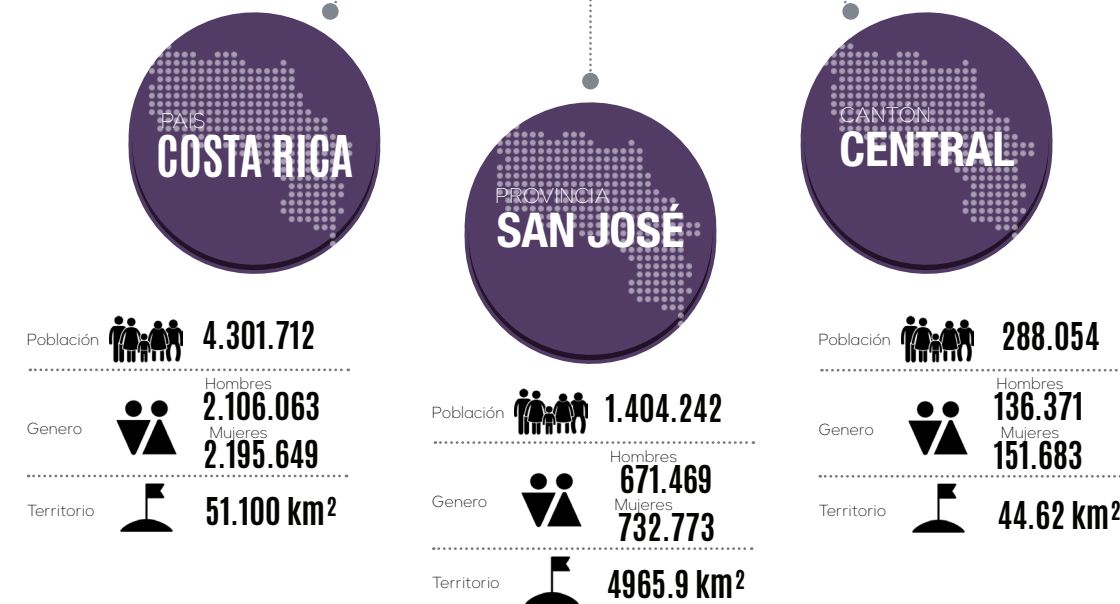 PAÍS
COSTA RICA
Población 4.301.712
Hombres
2.106.063
Genero
Mujeres
2.195.649
Territorio 51.100 km²
PROVINCIA
SAN JOSÉ
Población 1.404.242
Hombres
671.469
Genero
Mujeres
732.773
Territorio 4965.9 km²
CANTÓN
CENTRAL
Población 288.054
Hombres
136.371
Genero
Mujeres
151.683
Territorio 44.62 km²